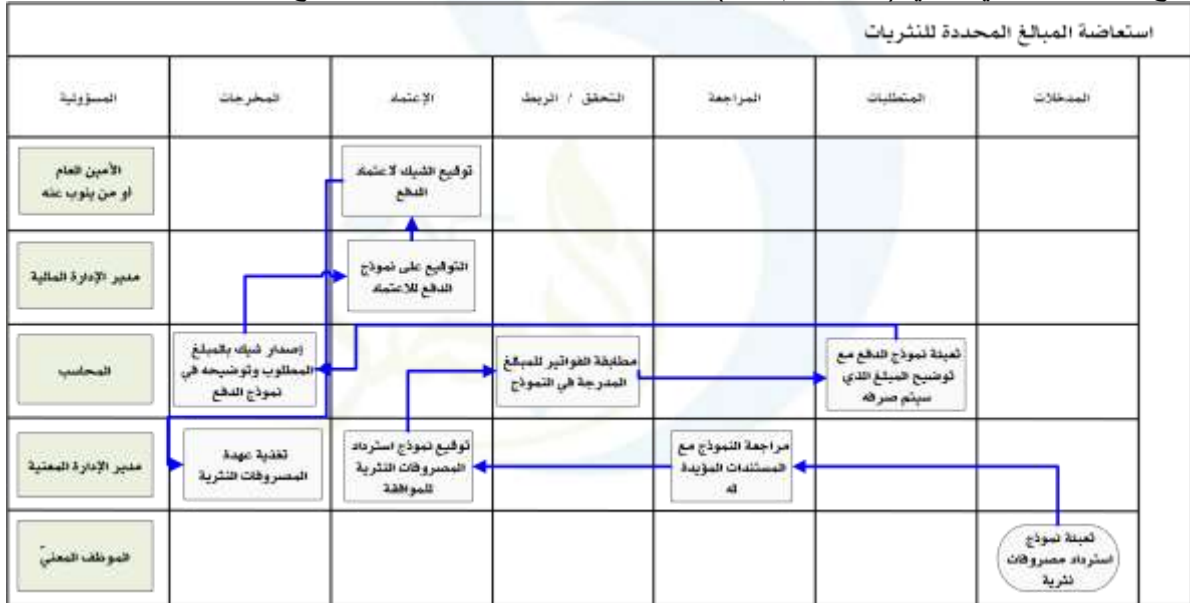 استعاضة المبالغ المحددة للنثريات
المدخلات
المتطلبات
المراجعة
التحقق / الربط
الإعتماد
المخرجات
المسؤولية
توقيع الشيك لاعتماد
الدفع
الأمين العام
او من ينوب عنه
التوقيع على نموذج
الدفع للاعتماد
مدير الإدارة المالية
تعبئة نموذج الدفع مع
توضيح المبلغ الذي
سيتم صرفه
مطابقة الفواتير للمبالغ
المدرجة في النموذج
إصدار شيك بالمبلغ
المطلوب وتوضيحه في
نموذج الدفع
المحاسب
مراجعة النموذج مع
المستندات المؤيدة
له
توقيع نموذج استرداد
المصروفات النثرية
للموافقة
تغذية عهدة
المصروفات النثرية
مدير الإدارة المعنية
تعبئة نموذج
استرداد مصروفات
نثرية
الموظف المعنيّ